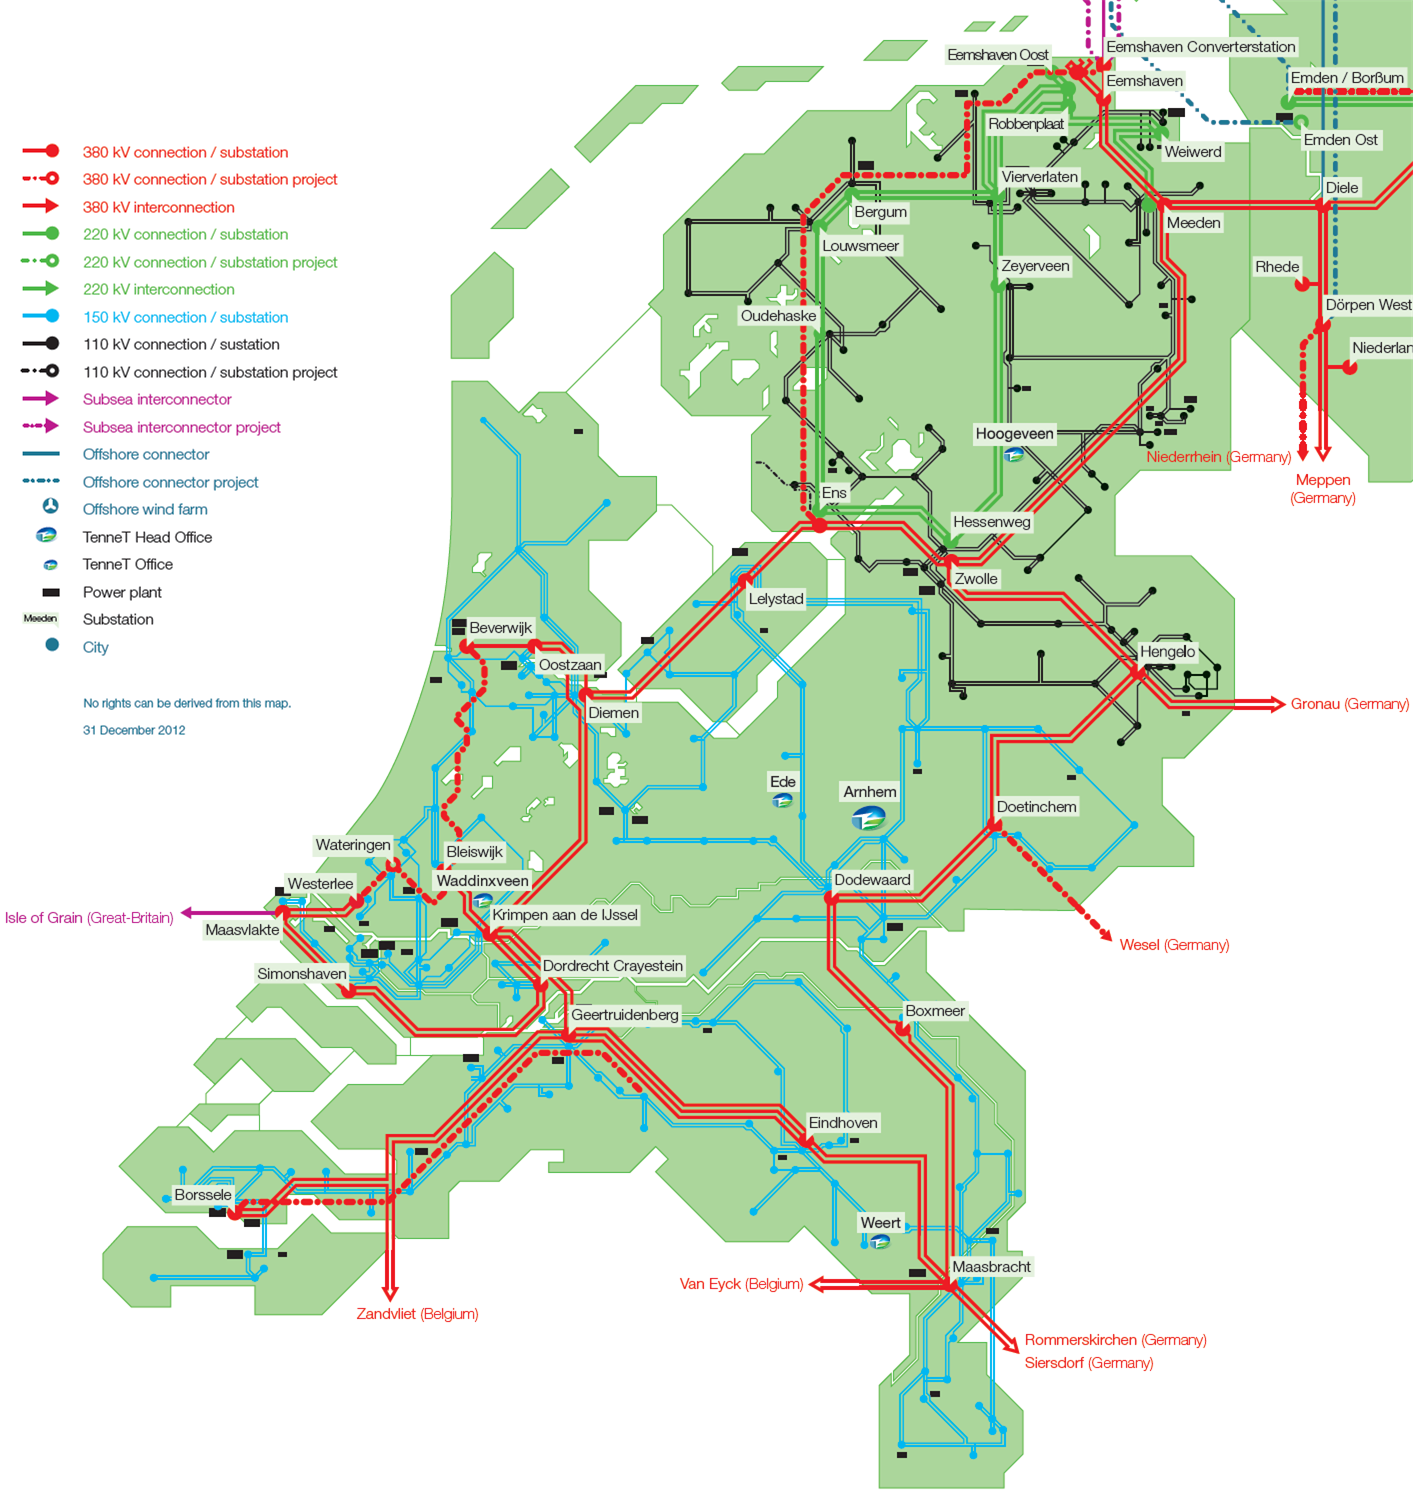 380 kV connection / substation
380 kV connection / substation project
380 kV interconnection
220 kV connection / substation
220 kV connection / substation project
220 kV interconnection
150 kV connection / substation
110 kV connection / sustation
110 kV connection / substation project
Subsea interconnector
Subsea interconnector project
Offshore connector
Offshore connector project
Offshore wind farm
TenneT Head Office
TenneT Office
Power plant
Meeden
Substation
City
No rights can be derived from this map.
31 December 2012
Eemshaven Converterstation
Eemshaven Oost
Eemshaven
Emden / Borßum
Robbenplaat
Emden Ost
Weiwerd
Vierverlaten
Diele
Bergum
Meeden
Louwsmeer
Zeyerveen
Rhede
Dörpen West
Oudehaske
Niederlan
Hoogeveen
Niederrhein (Germany)
Meppen
(Germany)
Ens
Hessenweg
Zwolle
Lelystad
Beverwijk
Oostzaan
Hengelo
Diemen
Gronau (Germany)
Ede
Arnhem
Doetinchem
Wateringen
Bleiswijk
Waddinxveen
Dodewaard
Westerlee
Isle of Grain (Great-Britain)
Krimpen aan de IJssel
Maasvlakte
Wesel (Germany)
Simonshaven
Dordrecht Crayestein
Geertruidenberg
Boxmeer
Eindhoven
Borssele
Weert
Maasbracht
Van Eyck (Belgium)
Zandvliet (Belgium)
Rommerskirchen (Germany)
Siersdorf (Germany)